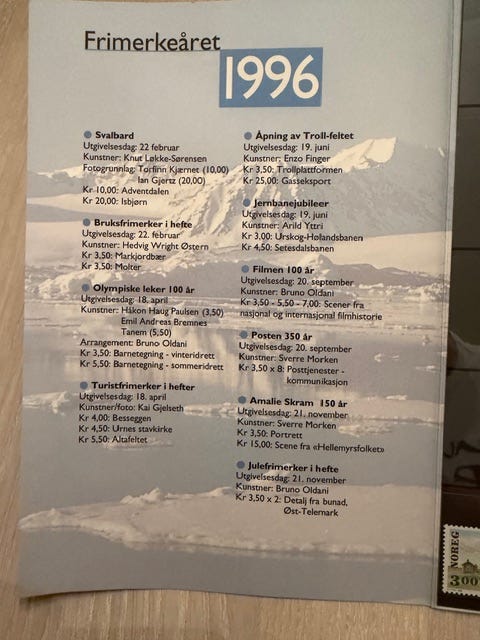 Frimerkeåret
1996
Svalbard
Utgivelsesdag: 22 februar
Kunstner: Knut Løkke-Sørensen
Fotogrunnlag: Torfinn Kjærnet (10,00)
Ian Gjertz (20,00)
Kr 10,00: Adventdalen
Kr 20,00: Isbjørn
Bruksfrimerker i hefte
Utgivelsesdag: 22. februar
Kunstner: Hedvig Wright Østern
Kr 3,50: Markjordbær
Kr 3,50: Molter
Olympiske leker 100 år
Utgivelsesdag: 18. april
Kunstner: Håkon Haug Paulsen (3,50)
Emil Andreas Bremnes
Tanem (5,50)
Arrangement: Bruno Oldani
Kr 3,50: Barnetegning - vinteridrett
Kr 5,50: Barnetegning - sommeridrett
Turistfrimerker i hefter
Utgivelsesdag: 18. april
Kunstner/foto: Kai Gjelseth
Kr 4,00: Besseggen
Kr 4,50: Urnes stavkirke
Kr 5,50: Altafeltet
Åpning av Troll-feltet
Utgivelsesdag: 19. juni
Kunstner: Enzo Finger
Kr 3,50: Trollplattformen
Kr 25,00: Gasseksport
Jernbanejubileer
Utgivelsesdag: 19. juni
Kunstner: Arild Yttri
Kr 3,00: Urskog-Hølandsbanen
Kr 4,50: Setesdalsbanen
Filmen 100 år
Utgivelsesdag: 20. september
Kunstner: Bruno Oldani
Kr 3,50 - 5,50 - 7,00: Scener fra
nasjonal og internasjonal filmhistorie
Posten 350 år
Utgivelsesdag: 20. september
Kunstner: Sverre Morken
Kr 3,50 x 8: Posttjenester -
kommunikasjon
Amalie Skram 150 år
Utgivelsesdag: 21. november
Kunstner: Sverre Morken
Kr 3,50: Portrett
Kr 15,00: Scene fra «Hellemyrsfolket»
Julefrimerker i hefte
Utgivelsesdag: 21. november
Kunstner: Bruno Oldani
Kr 3,50 x 2: Detalj fra bunad,
Øst-Telemark
NOREG
300